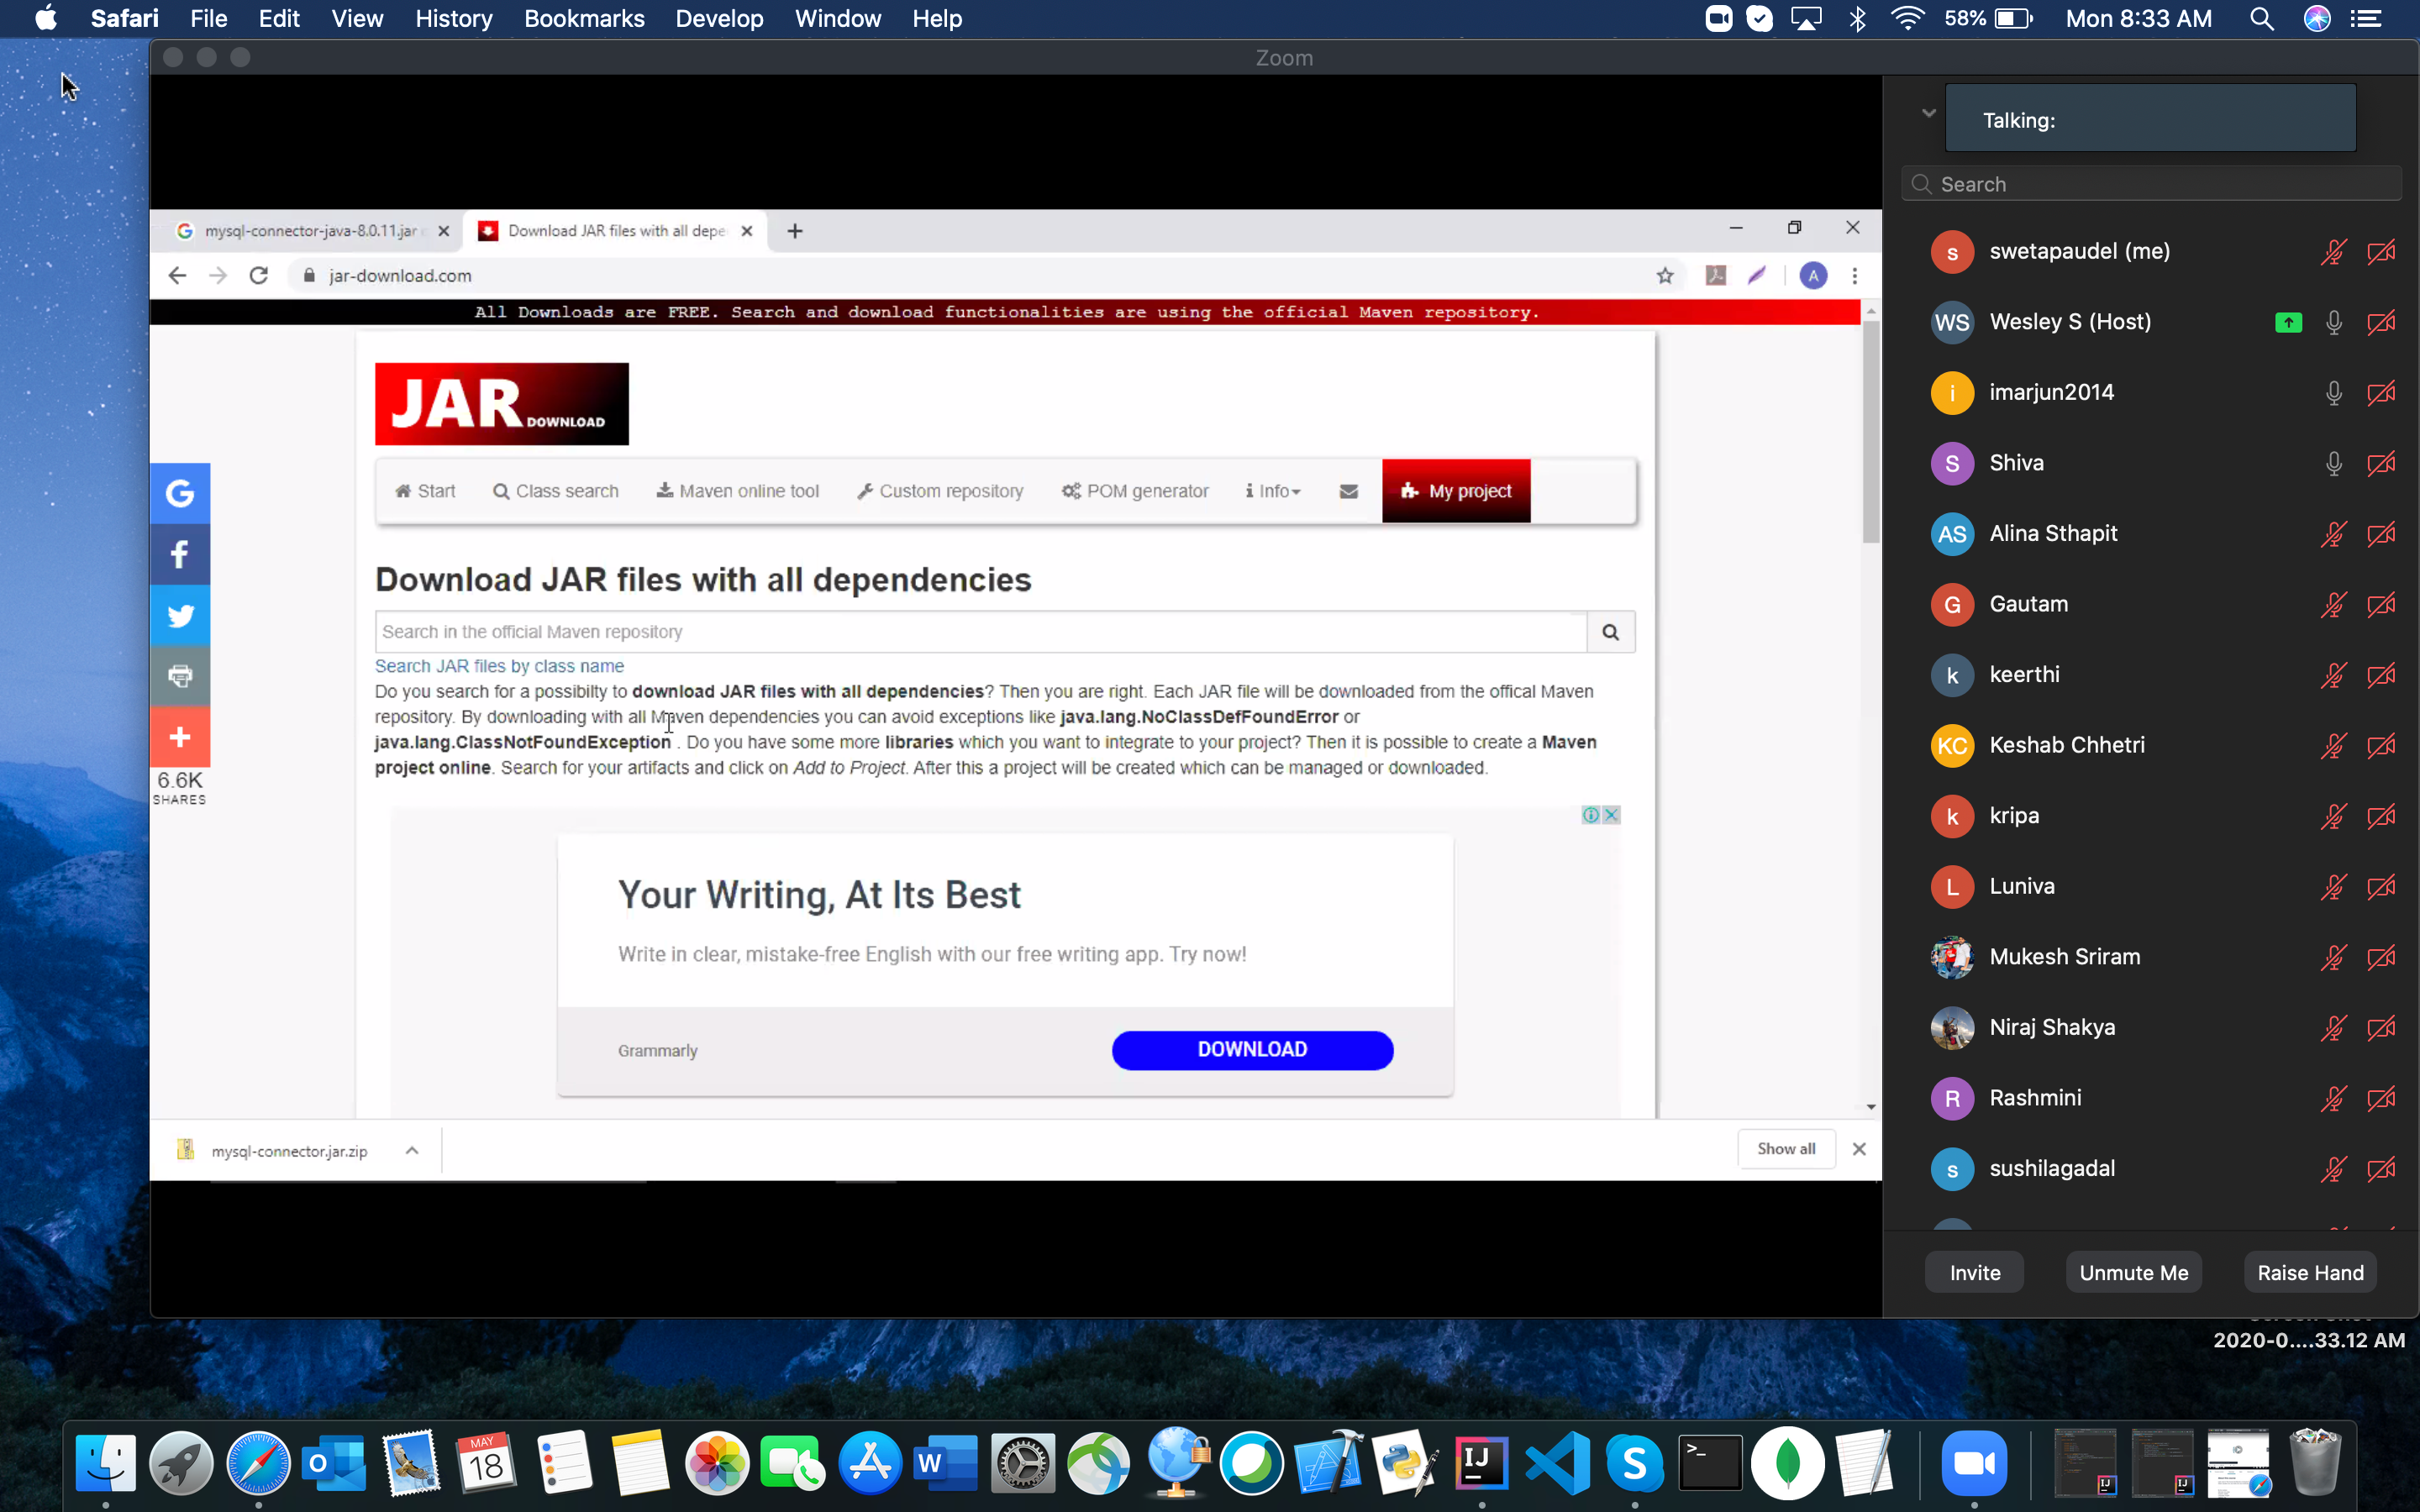 Safari File Edit View History Bookmarks Develop Window Help 58% Mon 8:33 AM
Zoom
Talking:
Search
swetapaudel (me)
Wesley S (Host)
imarjun2014
Shiva
Alina Sthapit
Gautam
keerthi
Keshab Chhetri
kripa
Luniva
Mukesh Sriram
Niraj Shakya
Rashmini
sushilagadal
Invite Unmute Me Raise Hand
s
WS
i
S
AS
G
k
KC
k
L
R
s
mysql-connector-java-8.0.11.jar Download JAR files with all depe
jar-download.com A
All Downloads are FREE. Search and download functionalities are using the official Maven repository.
JAR DOWNLOAD
Start Class search Maven online tool Custom repository POM generator Info My project
Download JAR files with all dependencies
Search in the official Maven repository
Search JAR files by class name
Do you search for a possibilty to download JAR files with all dependencies? Then you are right. Each JAR file will be downloaded from the offical Maven
repository. By downloading with all Maven dependencies you can avoid exceptions like java.lang.NoClassDefFoundError or
java.lang.ClassNotFoundException . Do you have some more libraries which you want to integrate to your project? Then it is possible to create a Maven
project online. Search for your artifacts and click on Add to Project. After this a project will be created which can be managed or downloaded.
G
f
6.6K
SHARES
Your Writing, At Its Best
Write in clear, mistake-free English with our free writing app. Try now!
Grammarly DOWNLOAD
mysql-connector.jar.zip Show all
2020-0....33.12 AM
MAY
18
O
W
IJ
S